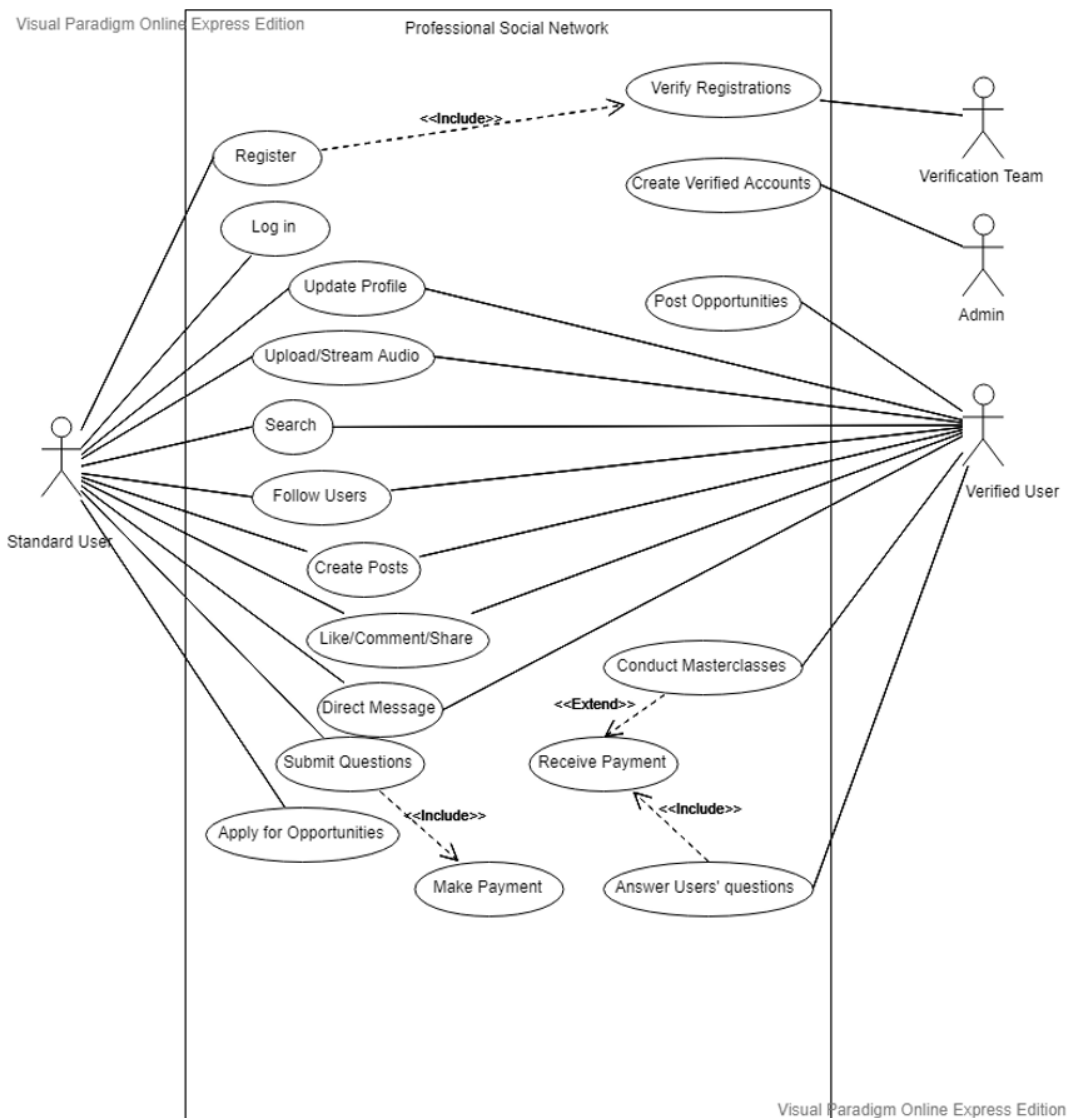 Visual Paradigm Online Express Edition
Professional Social Network
Verify Registrations
<<Include>>
Register
Verification Team
Create Verified Accounts
Log in
Update Profile
Post Opportunities
Admin
Upload/Stream Audio
Search
Follow Users
Verified User
Standard User
Create Posts
Like/Comment/Share
Conduct Masterclasses
Direct Message
<<Extend>>
Submit Questions
Receive Payment
<<Include>>
<<Include>>
Apply for Opportunities
Make Payment
Answer Users' questions
Visual Paradigm Online Express Edition